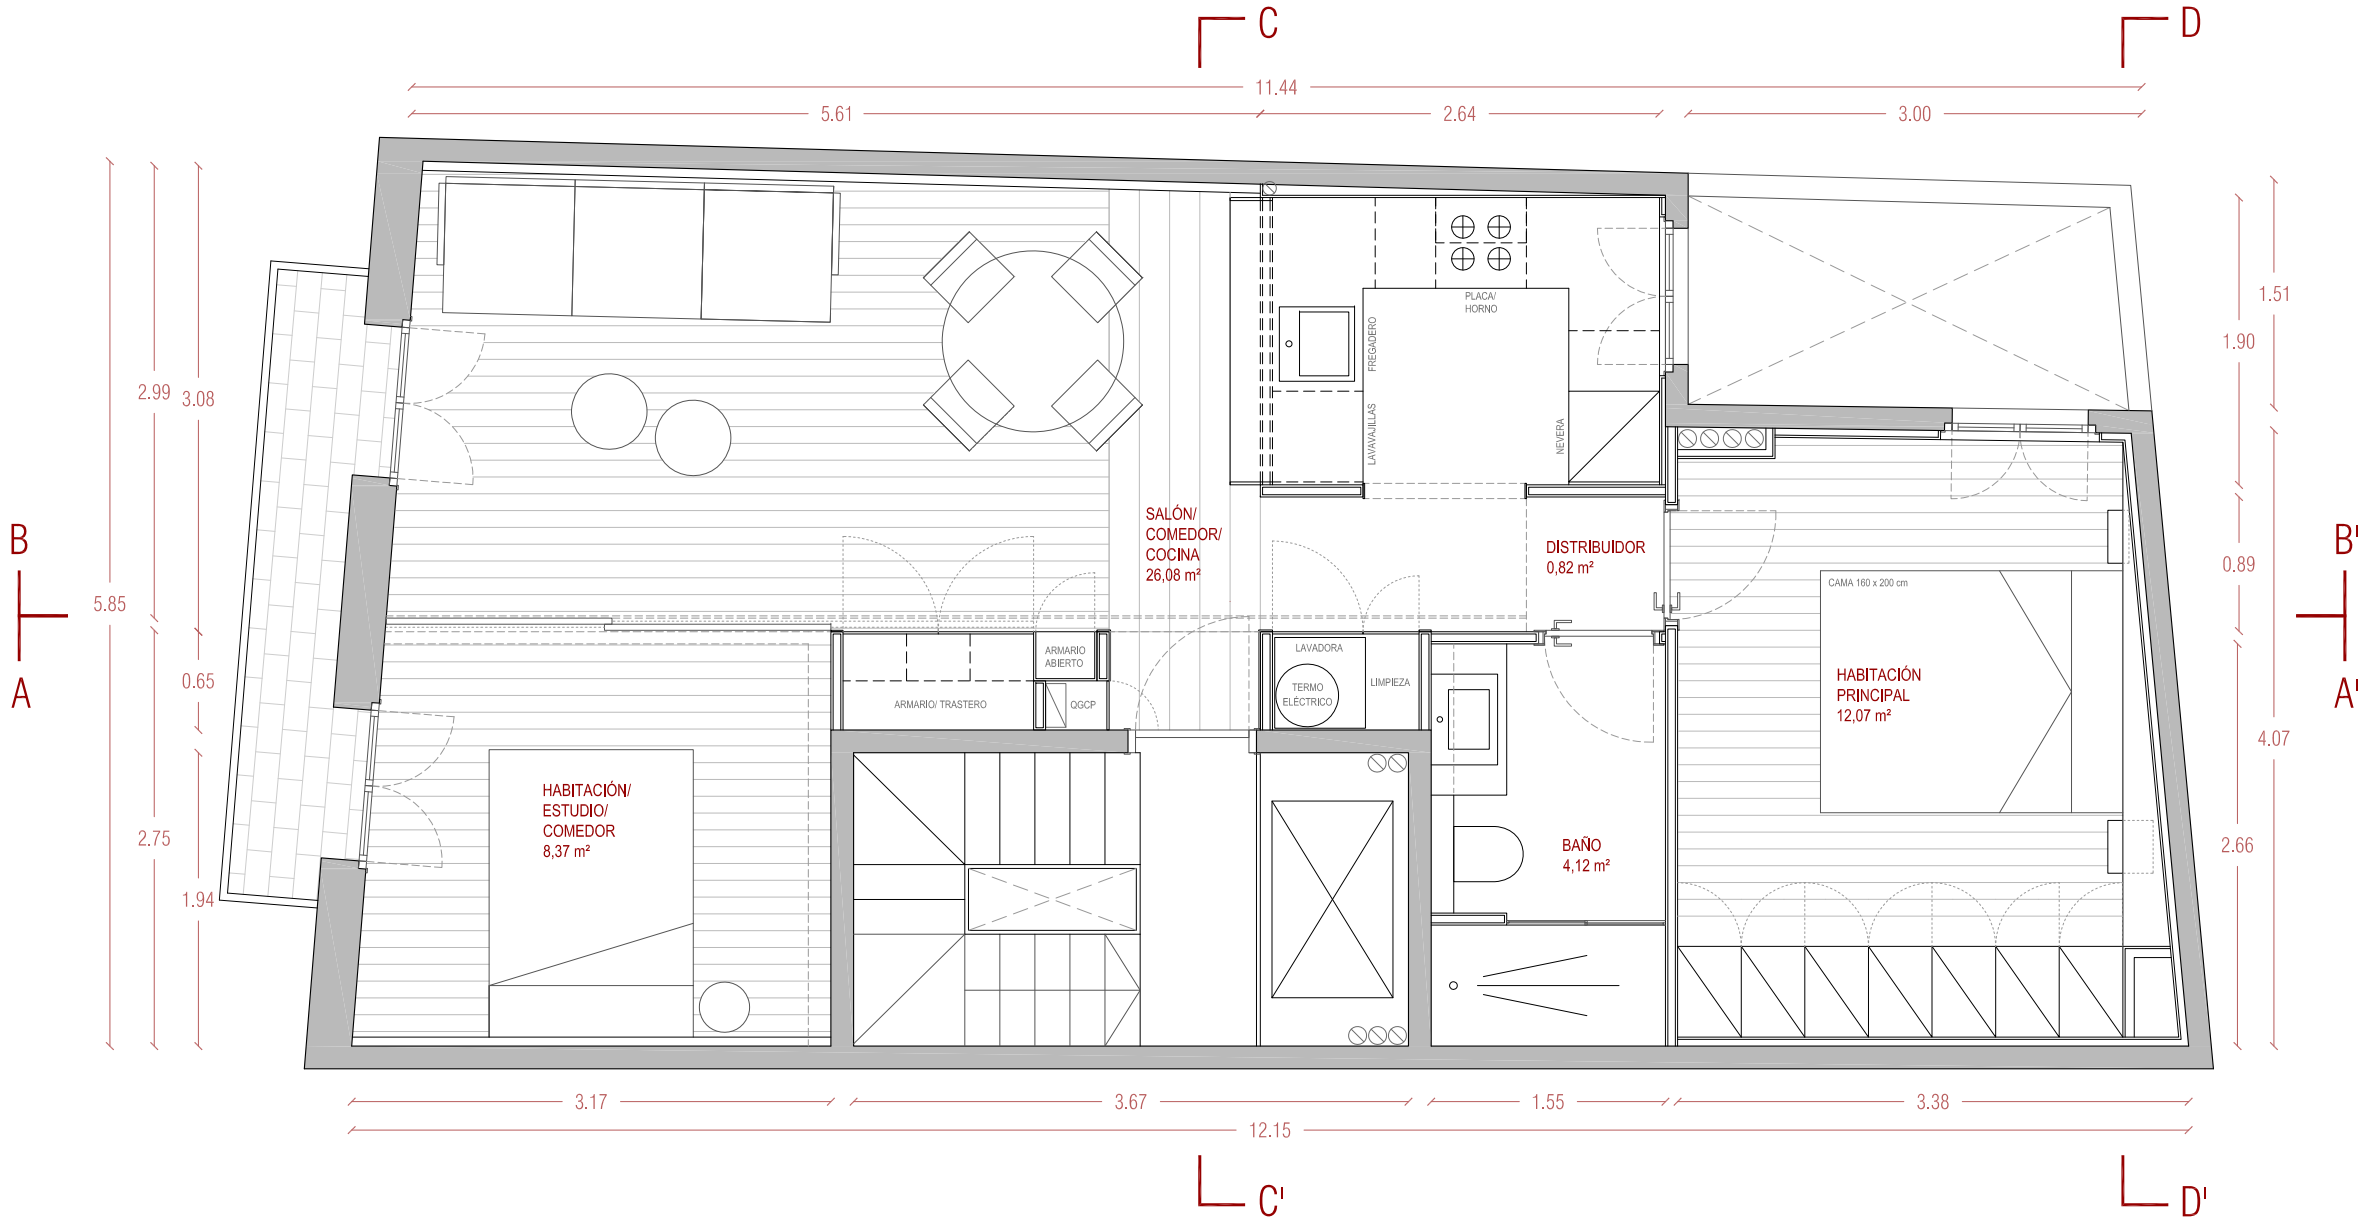 C
D
11.44
5.61
2.64
3.00
1.51
1.90
2.99
3.08
PLACA/
HORNO
FREGADERO
LAVAVAJILLAS
NEVERA
SALÓN/
COMEDOR/
COCINA
26,08 m²
DISTRIBUIDOR
0,82 m²
B
B'
0.89
CAMA 160 x 200 cm
5.85
A
A'
0.65
ARMARIO
ABIERTO
LAVADORA
TERMO
ELÉCTRICO
LIMPIEZA
ARMARIO/ TRASTERO
QGCP
HABITACIÓN
PRINCIPAL
12,07 m²
4.07
HABITACIÓN/
ESTUDIO/
COMEDOR
8,37 m²
2.75
BAÑO
4,12 m²
2.66
1.94
3.17
3.67
1.55
3.38
12.15
C'
D'